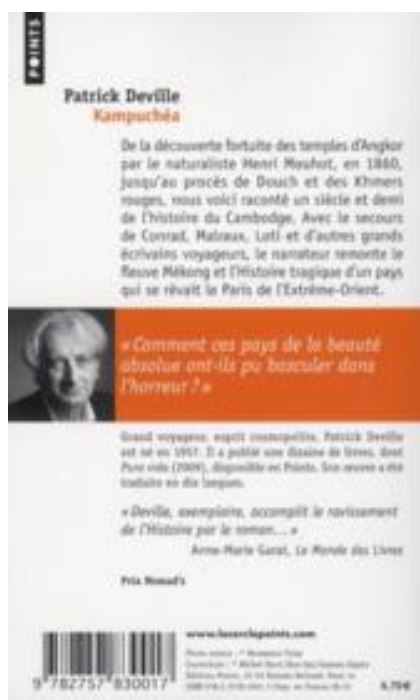 POINTS
Patrick Deville
Kampuchéa
De la découverte fortuite des temples d'Angkor
par le naturaliste Henri Mouhot, en 1860,
jusqu'au procès de Douch et des Khmers
rouges, nous voici raconté un siècle et demi
de l'histoire du Cambodge. Avec le secours
de Conrad, Malraux, Loti et d'autres grands
écrivains voyageurs, le narrateur remonte le
fleuve Mékong et l'Histoire tragique d'un pays
qui se rêvait le Paris de l'Extrême-Orient.
« Comment ces pays de la beauté
absolue ont-ils pu basculer dans
l'horreur ? »
Grand voyageur, esprit cosmopolite, Patrick Deville
est né en 1957. Il a publié une dizaine de livres, dont
Pura vida (2009), disponible en Points. Son œuvre a été
traduite en dix langues.
« Deville, exemplaire, accomplit le ravissement
de l'Histoire par le roman... »
Anne-Marie Garat, Le Monde des Livres
Prix Nomad's
www.lecerclepoints.com
9 782757 830017
6,70€